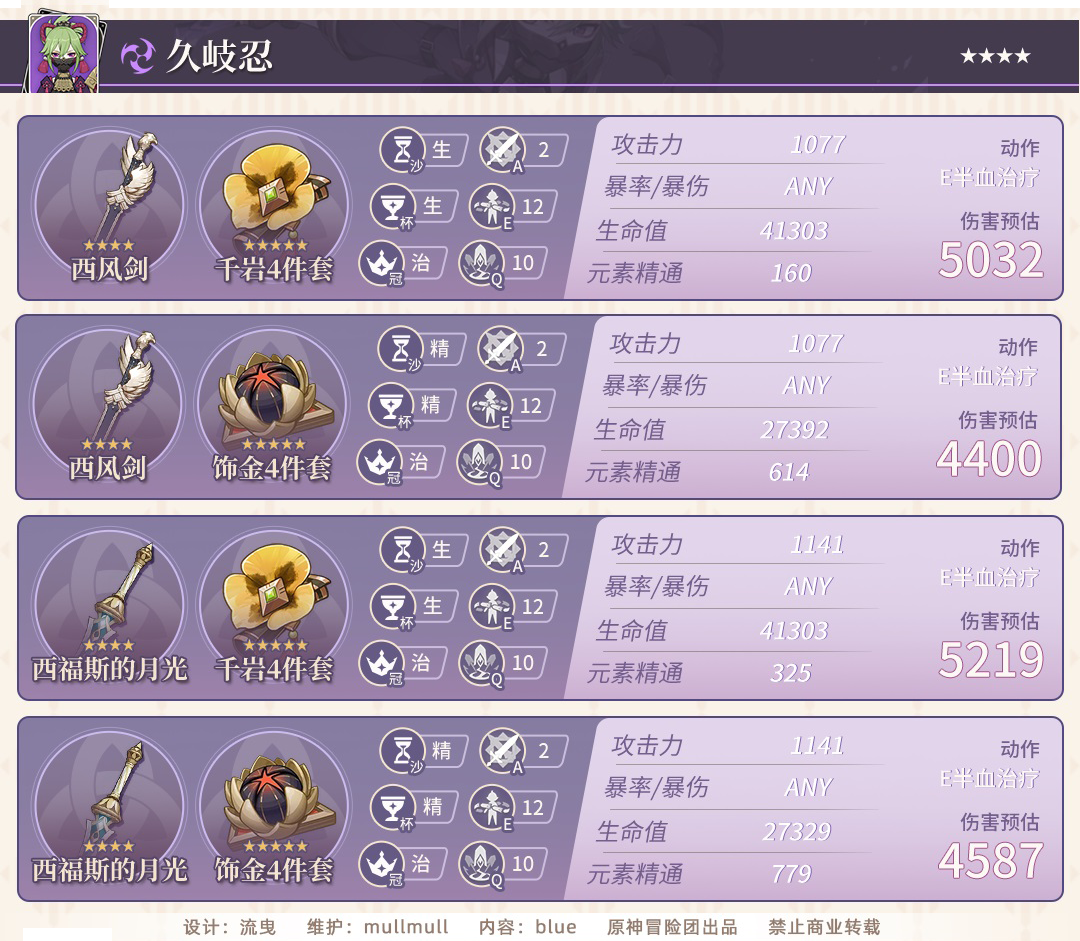 久岐忍 ★★★★
西风剑
千岩4件套
沙 生 A 2
杯 生 E 12
冠 治 Q 10
攻击力 1077
暴率/暴伤 ANY
生命值 41303
元素精通 160
动作
E半血治疗
伤害预估
5032
西风剑
饰金4件套
沙 精 A 2
杯 精 E 12
冠 治 Q 10
攻击力 1077
暴率/暴伤 ANY
生命值 27392
元素精通 614
动作
E半血治疗
伤害预估
4400
西福斯的月光
千岩4件套
沙 生 A 2
杯 生 E 12
冠 治 Q 10
攻击力 1141
暴率/暴伤 ANY
生命值 41303
元素精通 325
动作
E半血治疗
伤害预估
5219
西福斯的月光
饰金4件套
沙 精 A 2
杯 精 E 12
冠 治 Q 10
攻击力 1141
暴率/暴伤 ANY
生命值 27329
元素精通 779
动作
E半血治疗
伤害预估
4587
设计：流曳 维护：mullmull 内容：blue 原神冒险团出品 禁止商业转载